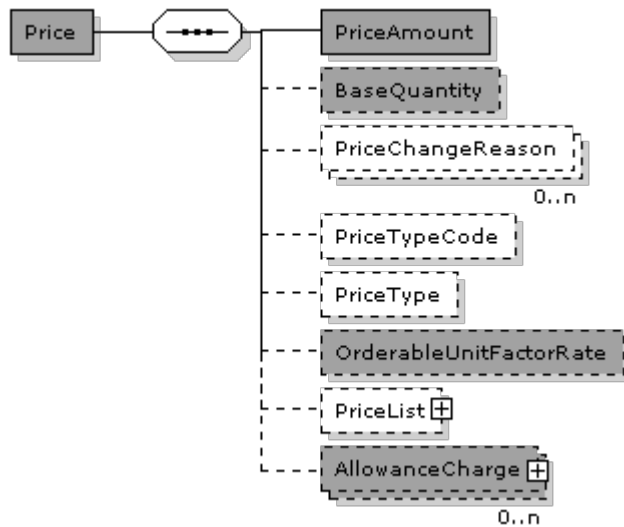 Price
PriceAmount
BaseQuantity
PriceChangeReason
0..n
PriceTypeCode
PriceType
OrderableUnitFactorRate
PriceList
AllowanceCharge
0..n